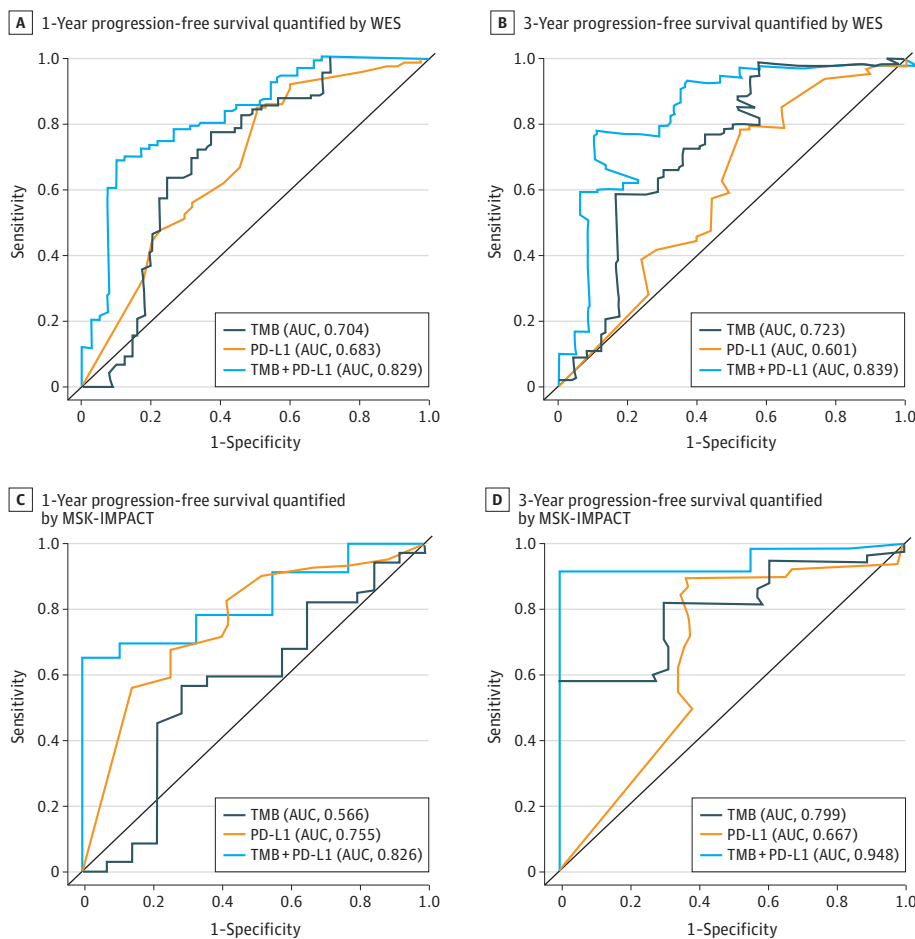 A 1-Year progression-free survival quantified by WES
1.0
0.8
0.6
0.4
0.2
0
Sensitivity
0 0.2 0.4 0.6 0.8 1.0
1-Specificity
TMB (AUC, 0.704)
PD-L1 (AUC, 0.683)
TMB + PD-L1 (AUC, 0.829)
B 3-Year progression-free survival quantified by WES
1.0
0.8
0.6
0.4
0.2
0
Sensitivity
0 0.2 0.4 0.6 0.8 1.0
1-Specificity
TMB (AUC, 0.723)
PD-L1 (AUC, 0.601)
TMB + PD-L1 (AUC, 0.839)
C 1-Year progression-free survival quantified
by MSK-IMPACT
1.0
0.8
0.6
0.4
0.2
0
Sensitivity
0 0.2 0.4 0.6 0.8 1.0
1-Specificity
TMB (AUC, 0.566)
PD-L1 (AUC, 0.755)
TMB + PD-L1 (AUC, 0.826)
D 3-Year progression-free survival quantified
by MSK-IMPACT
1.0
0.8
0.6
0.4
0.2
0
Sensitivity
0 0.2 0.4 0.6 0.8 1.0
1-Specificity
TMB (AUC, 0.799)
PD-L1 (AUC, 0.667)
TMB + PD-L1 (AUC, 0.948)